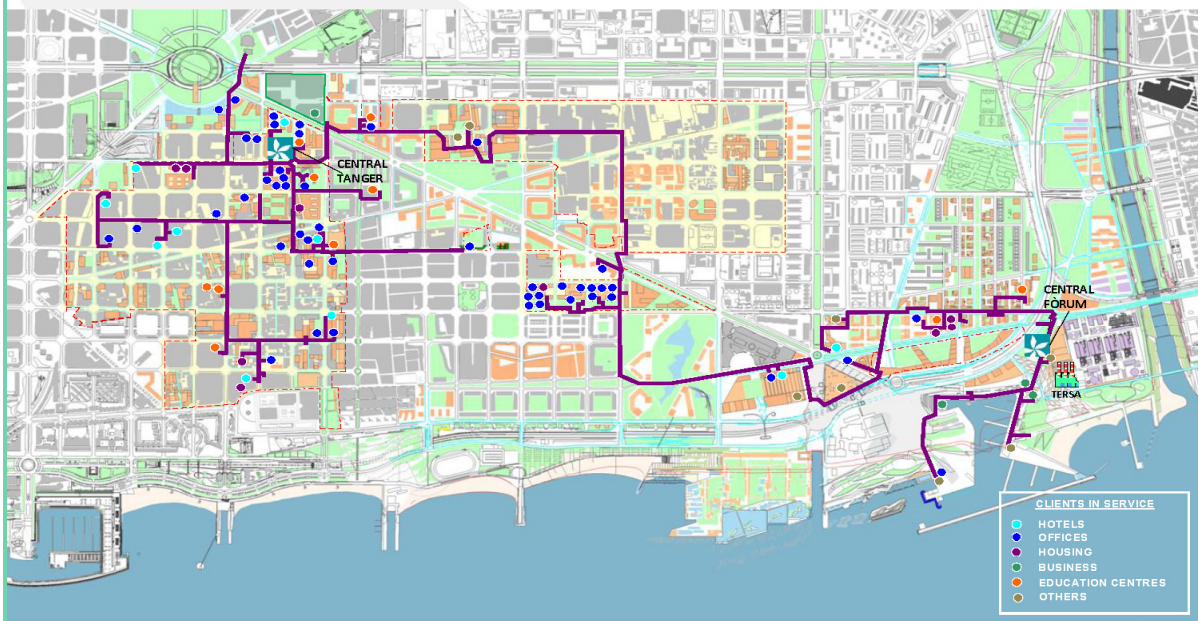 CENTRAL
TANGER
CENTRAL
FÒRUM
TERSA
CLIENTS IN SERVICE
HOTELS
OFFICES
HOUSING
BUSINESS
EDUCATION CENTRES
OTHERS